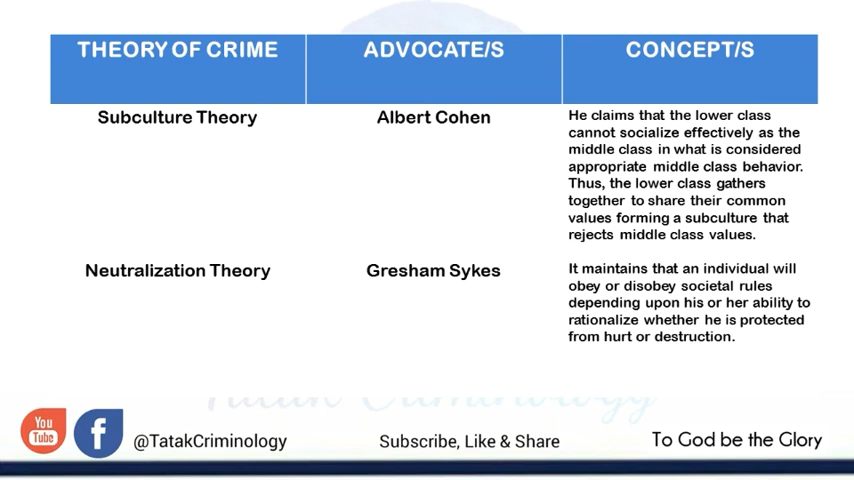 THEORY OF CRIME
ADVOCATE/S
CONCEPT/S
Subculture Theory
Albert Cohen
He claims that the lower class
cannot socialize effectively as the
middle class in what is considered
appropriate middle class behavior.
Thus, the lower class gathers
together to share their common
values forming a subculture that
rejects middle class values.
Neutralization Theory
Gresham Sykes
It maintains that an individual will
obey or disobey societal rules
depending upon his or her ability to
rationalize whether he is protected
from hurt or destruction.
Tatak Criminology
You
Tube
f
@TatakCriminology
Subscribe, Like & Share
To God be the Glory